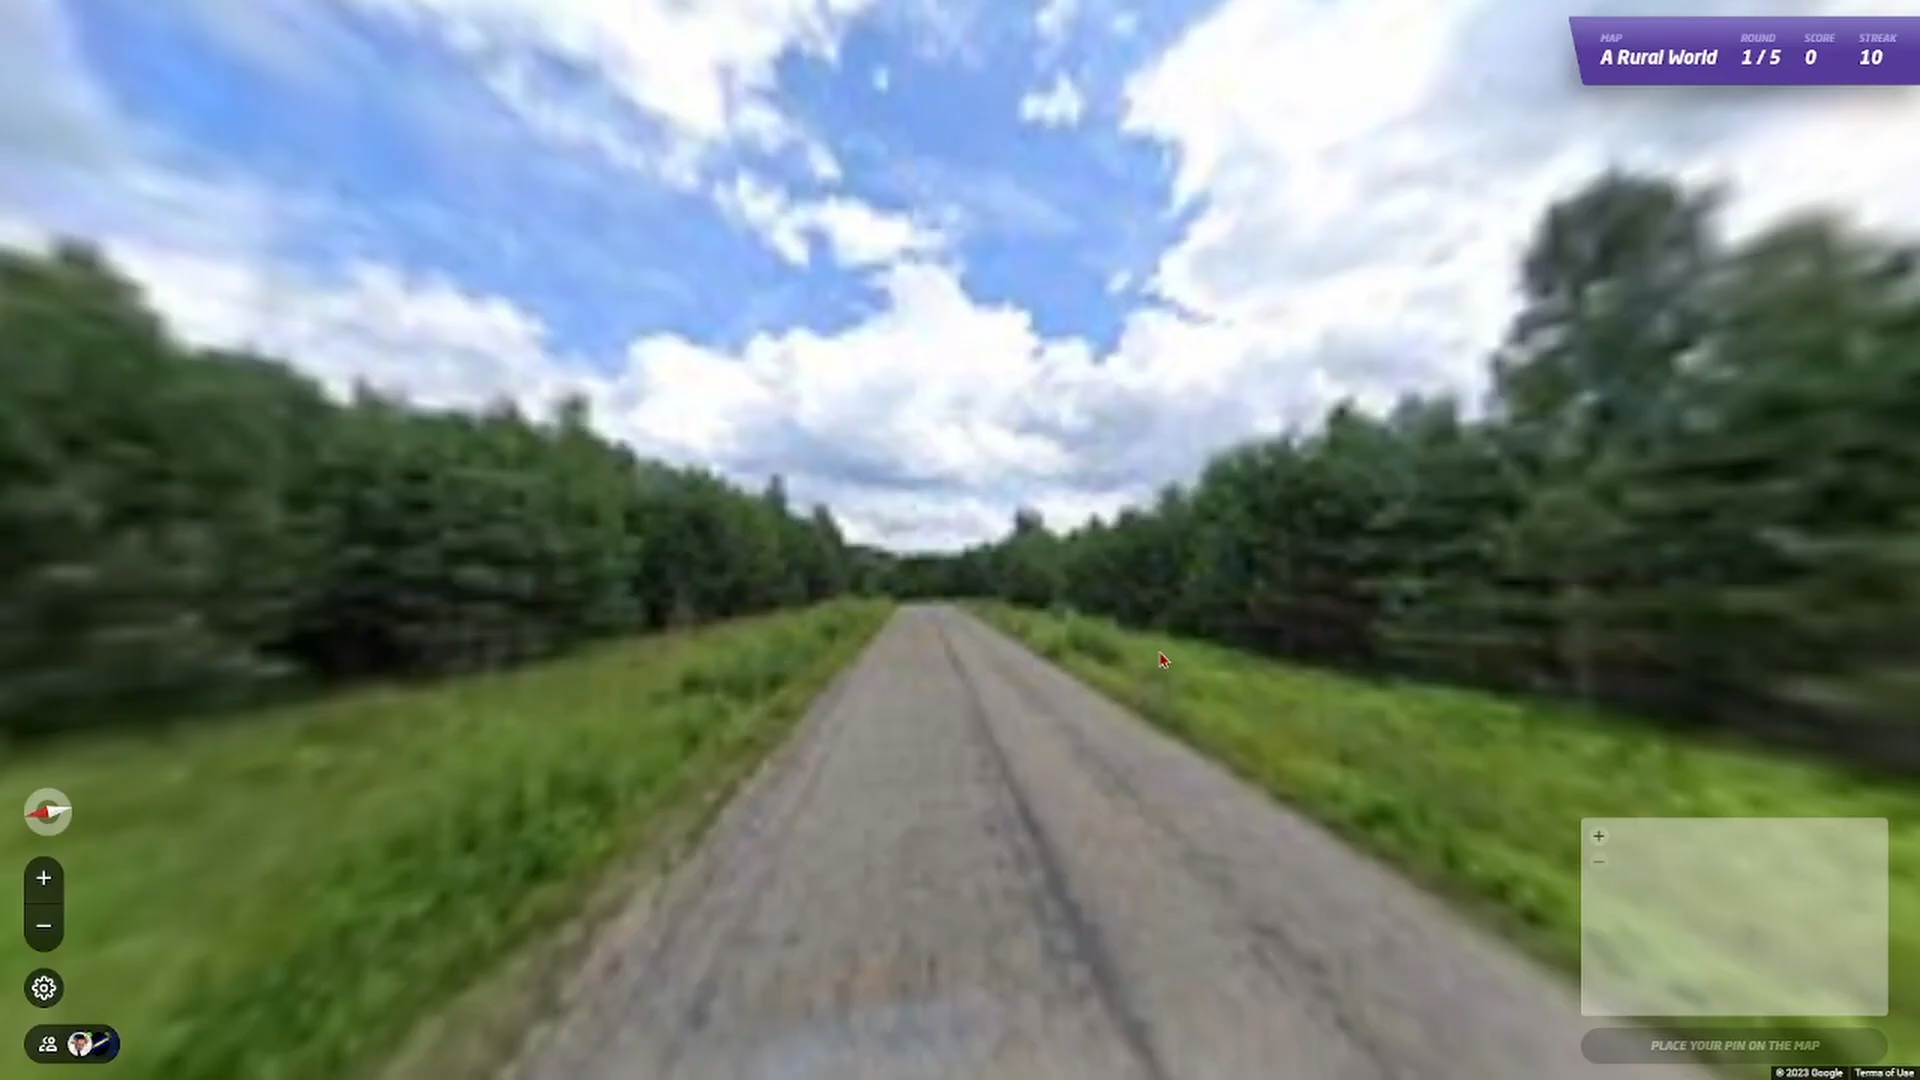 MAP
A Rural World
ROUND
1 / 5
SCORE
0
STREAK
10
+
−
+
−
PLACE YOUR PIN ON THE MAP
© 2023 Google
Terms of Use